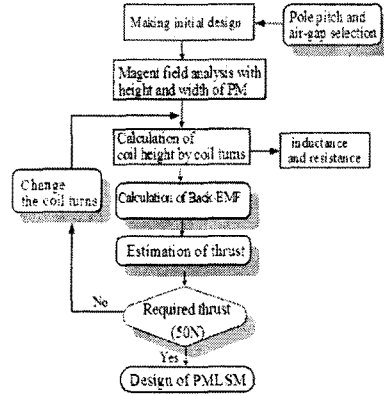 Making initial design
Pole pitch and
air-gap selection
Magent field analysis with
height and width of PM
Calculation of
coil height by coil turns
inductance
and resistance
Change
the coil turns
Calculation of Back-EMF
Estimation of thrust
No
Required thrust
(50N)
Yes
Design of PMLSM